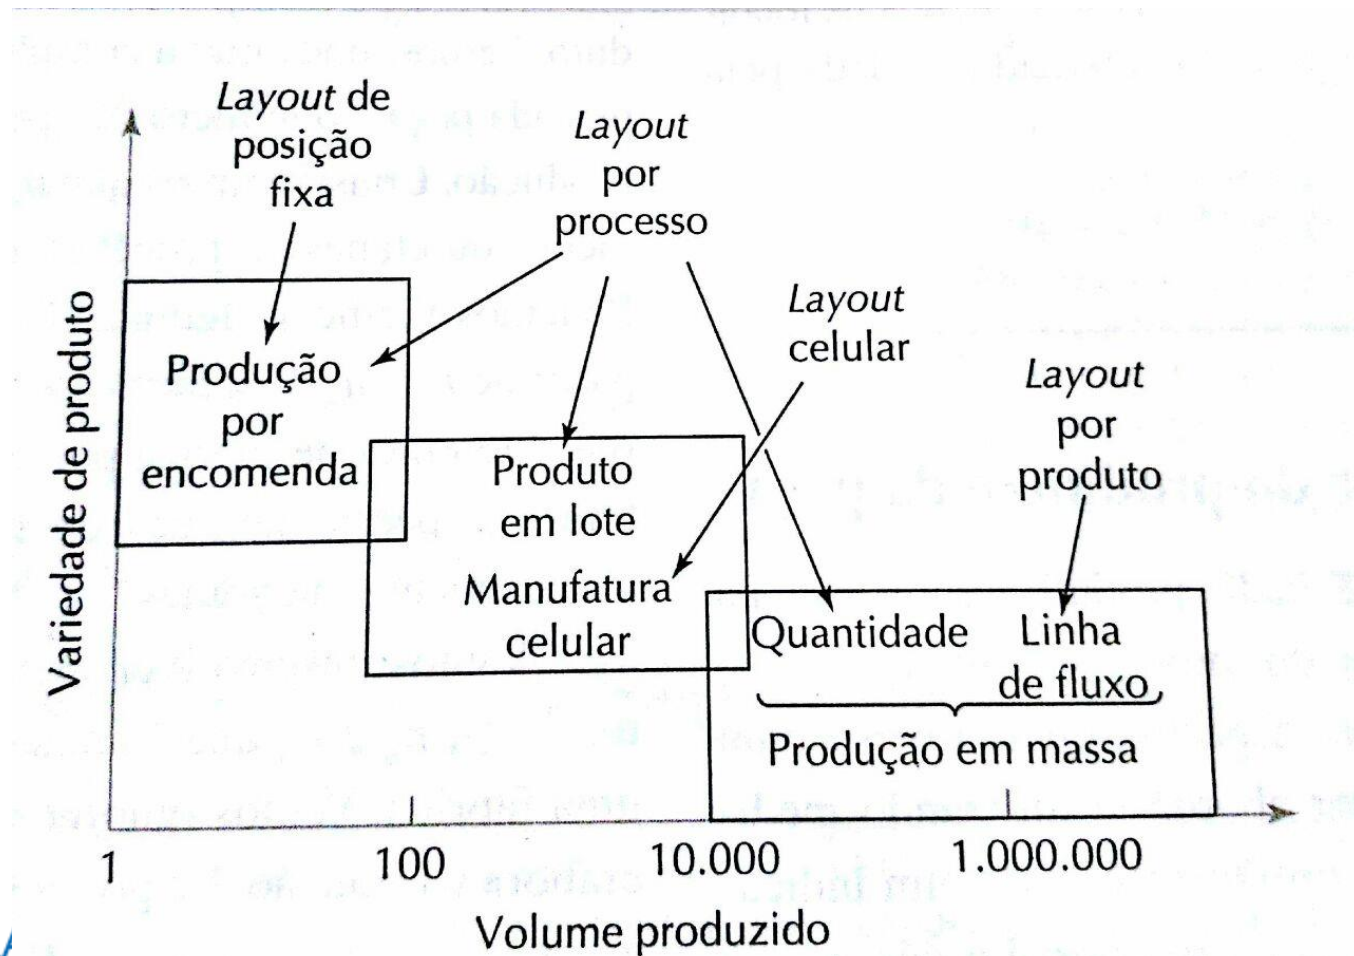 Layout de
posição
fixa
Layout
por
processo
Layout
celular
Layout
por
produto
Variedade de produto
Produção
por
encomenda
Produto
em lote
Manufatura
celular
Quantidade
Linha
de fluxo
Produção em massa
1
100
10.000
1.000.000
Volume produzido